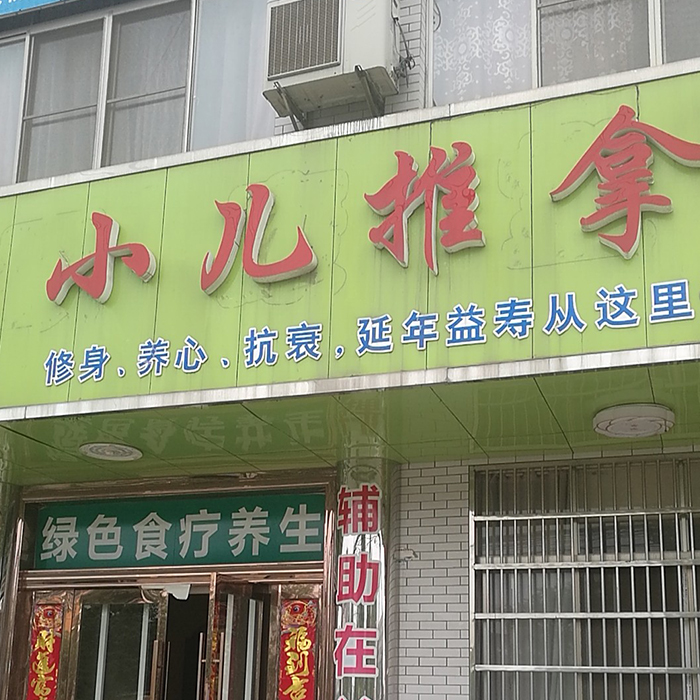 小儿推拿
修身、养心、抗衰，延年益寿从这里
绿色食疗养生
辅助在